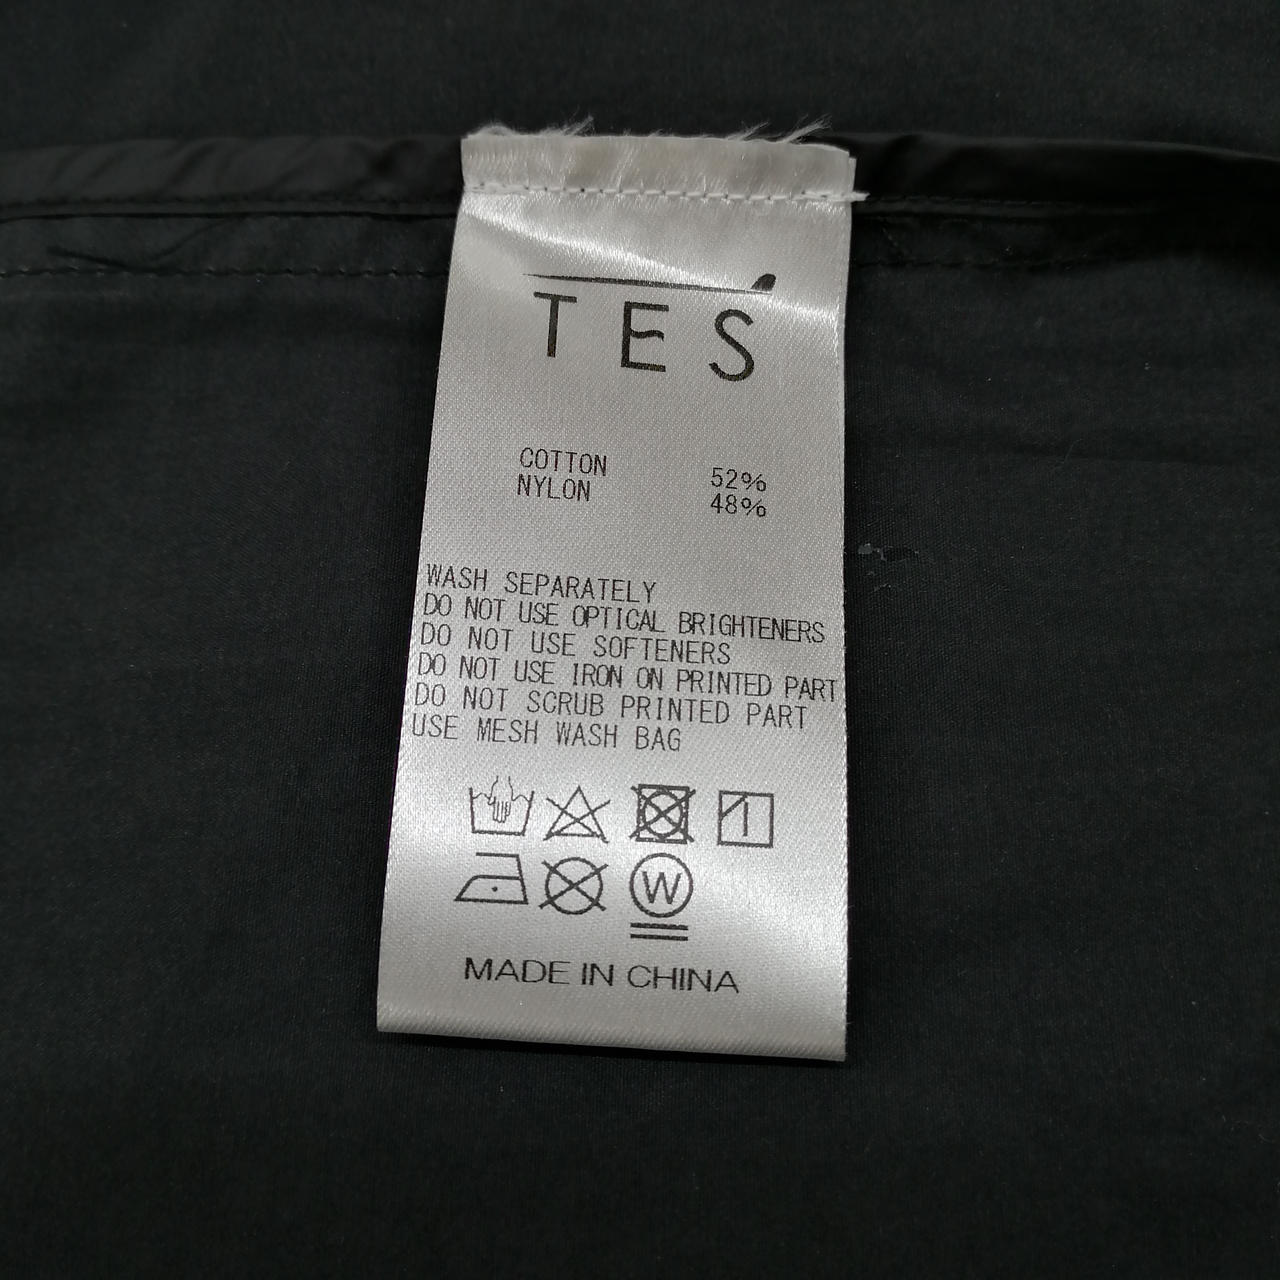 TES
COTTON 52%
NYLON 48%
WASH SEPARATELY
DO NOT USE OPTICAL BRIGHTENERS
DO NOT USE SOFTENERS
DO NOT USE IRON ON PRINTED PART
DO NOT SCRUB PRINTED PART
USE MESH WASH BAG
W
MADE IN CHINA